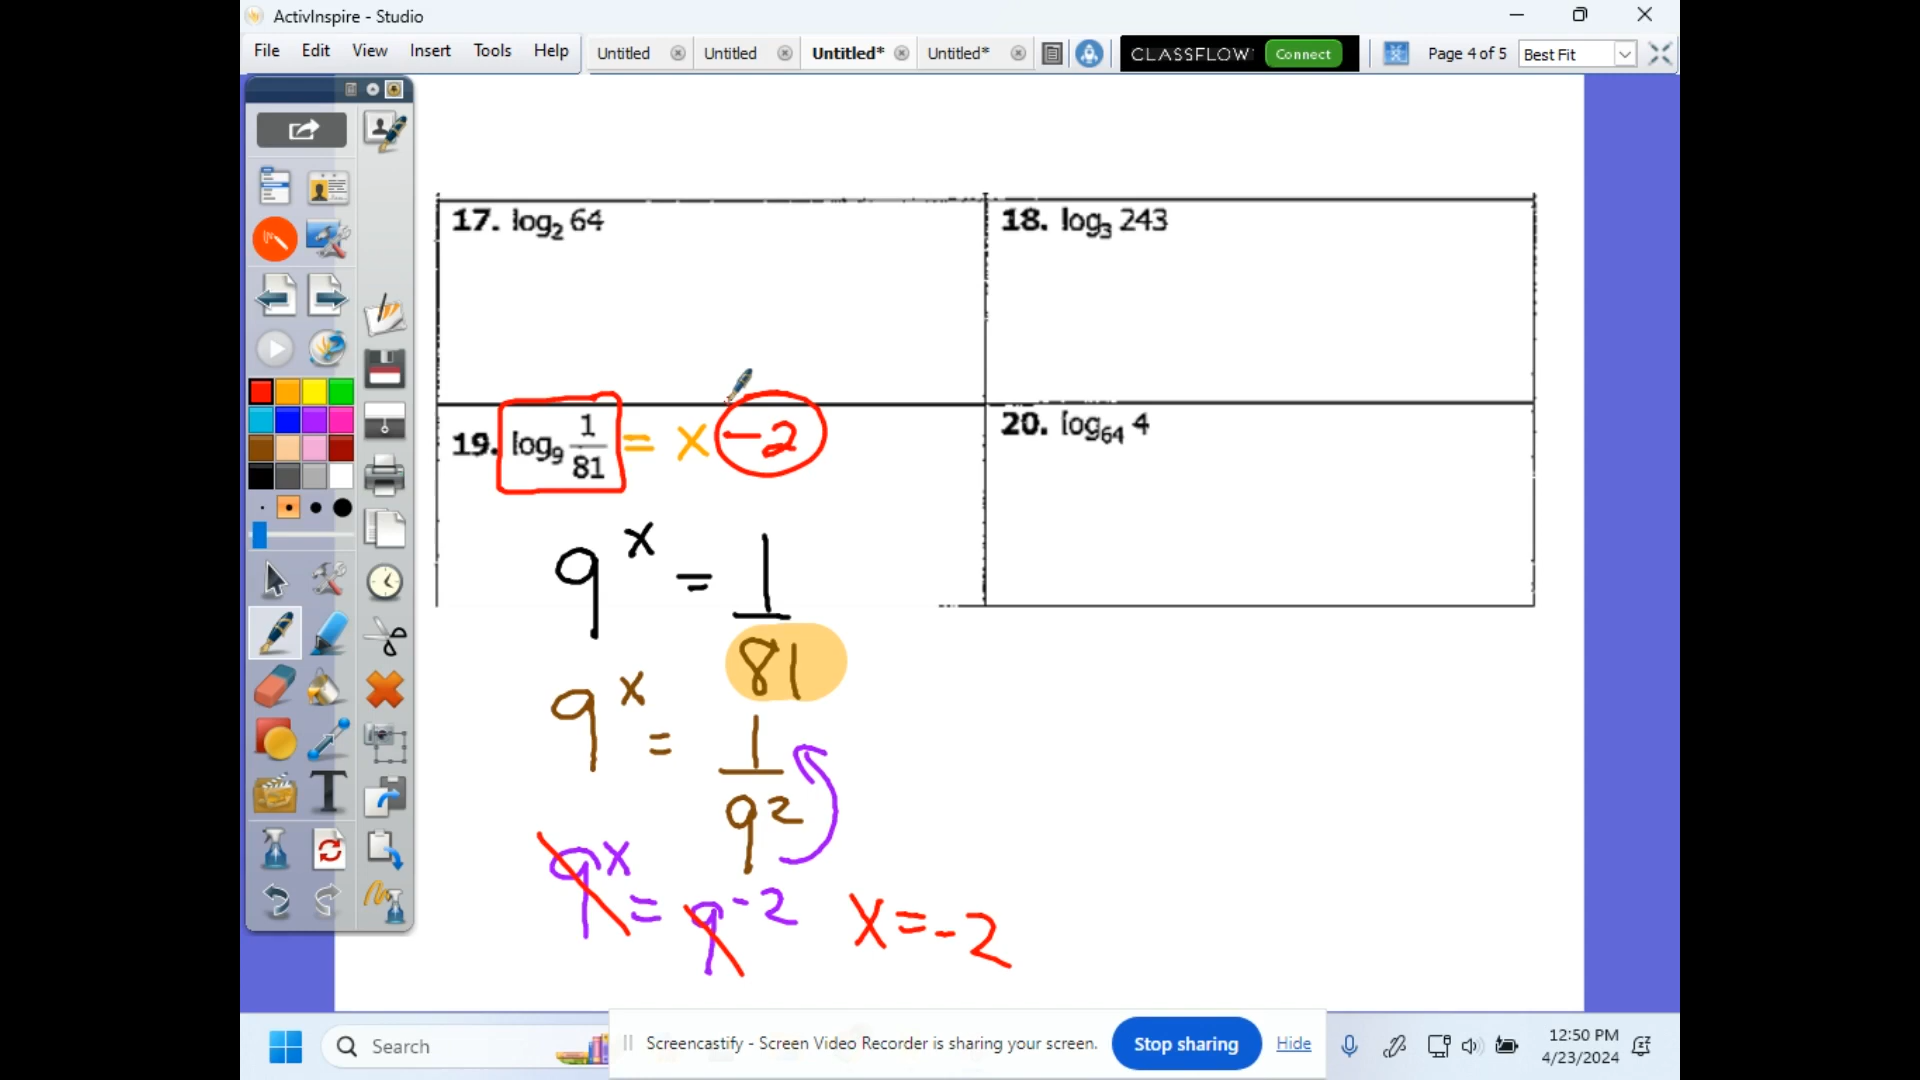 ActivInspire - Studio
File Edit View Insert Tools Help Untitled Untitled Untitled* Untitled* CLASSFLOW Connect Page 4 of 5 Best Fit
17. log₂ 64
18. log₃ 243
19. log₉ 1/81 = x -2
20. log₆₄ 4
9^x = 1/81
9^x = 1/9²
9^x = 9^-2 x = -2
T
Search
Screencastify - Screen Video Recorder is sharing your screen. Stop sharing Hide
12:50 PM
4/23/2024